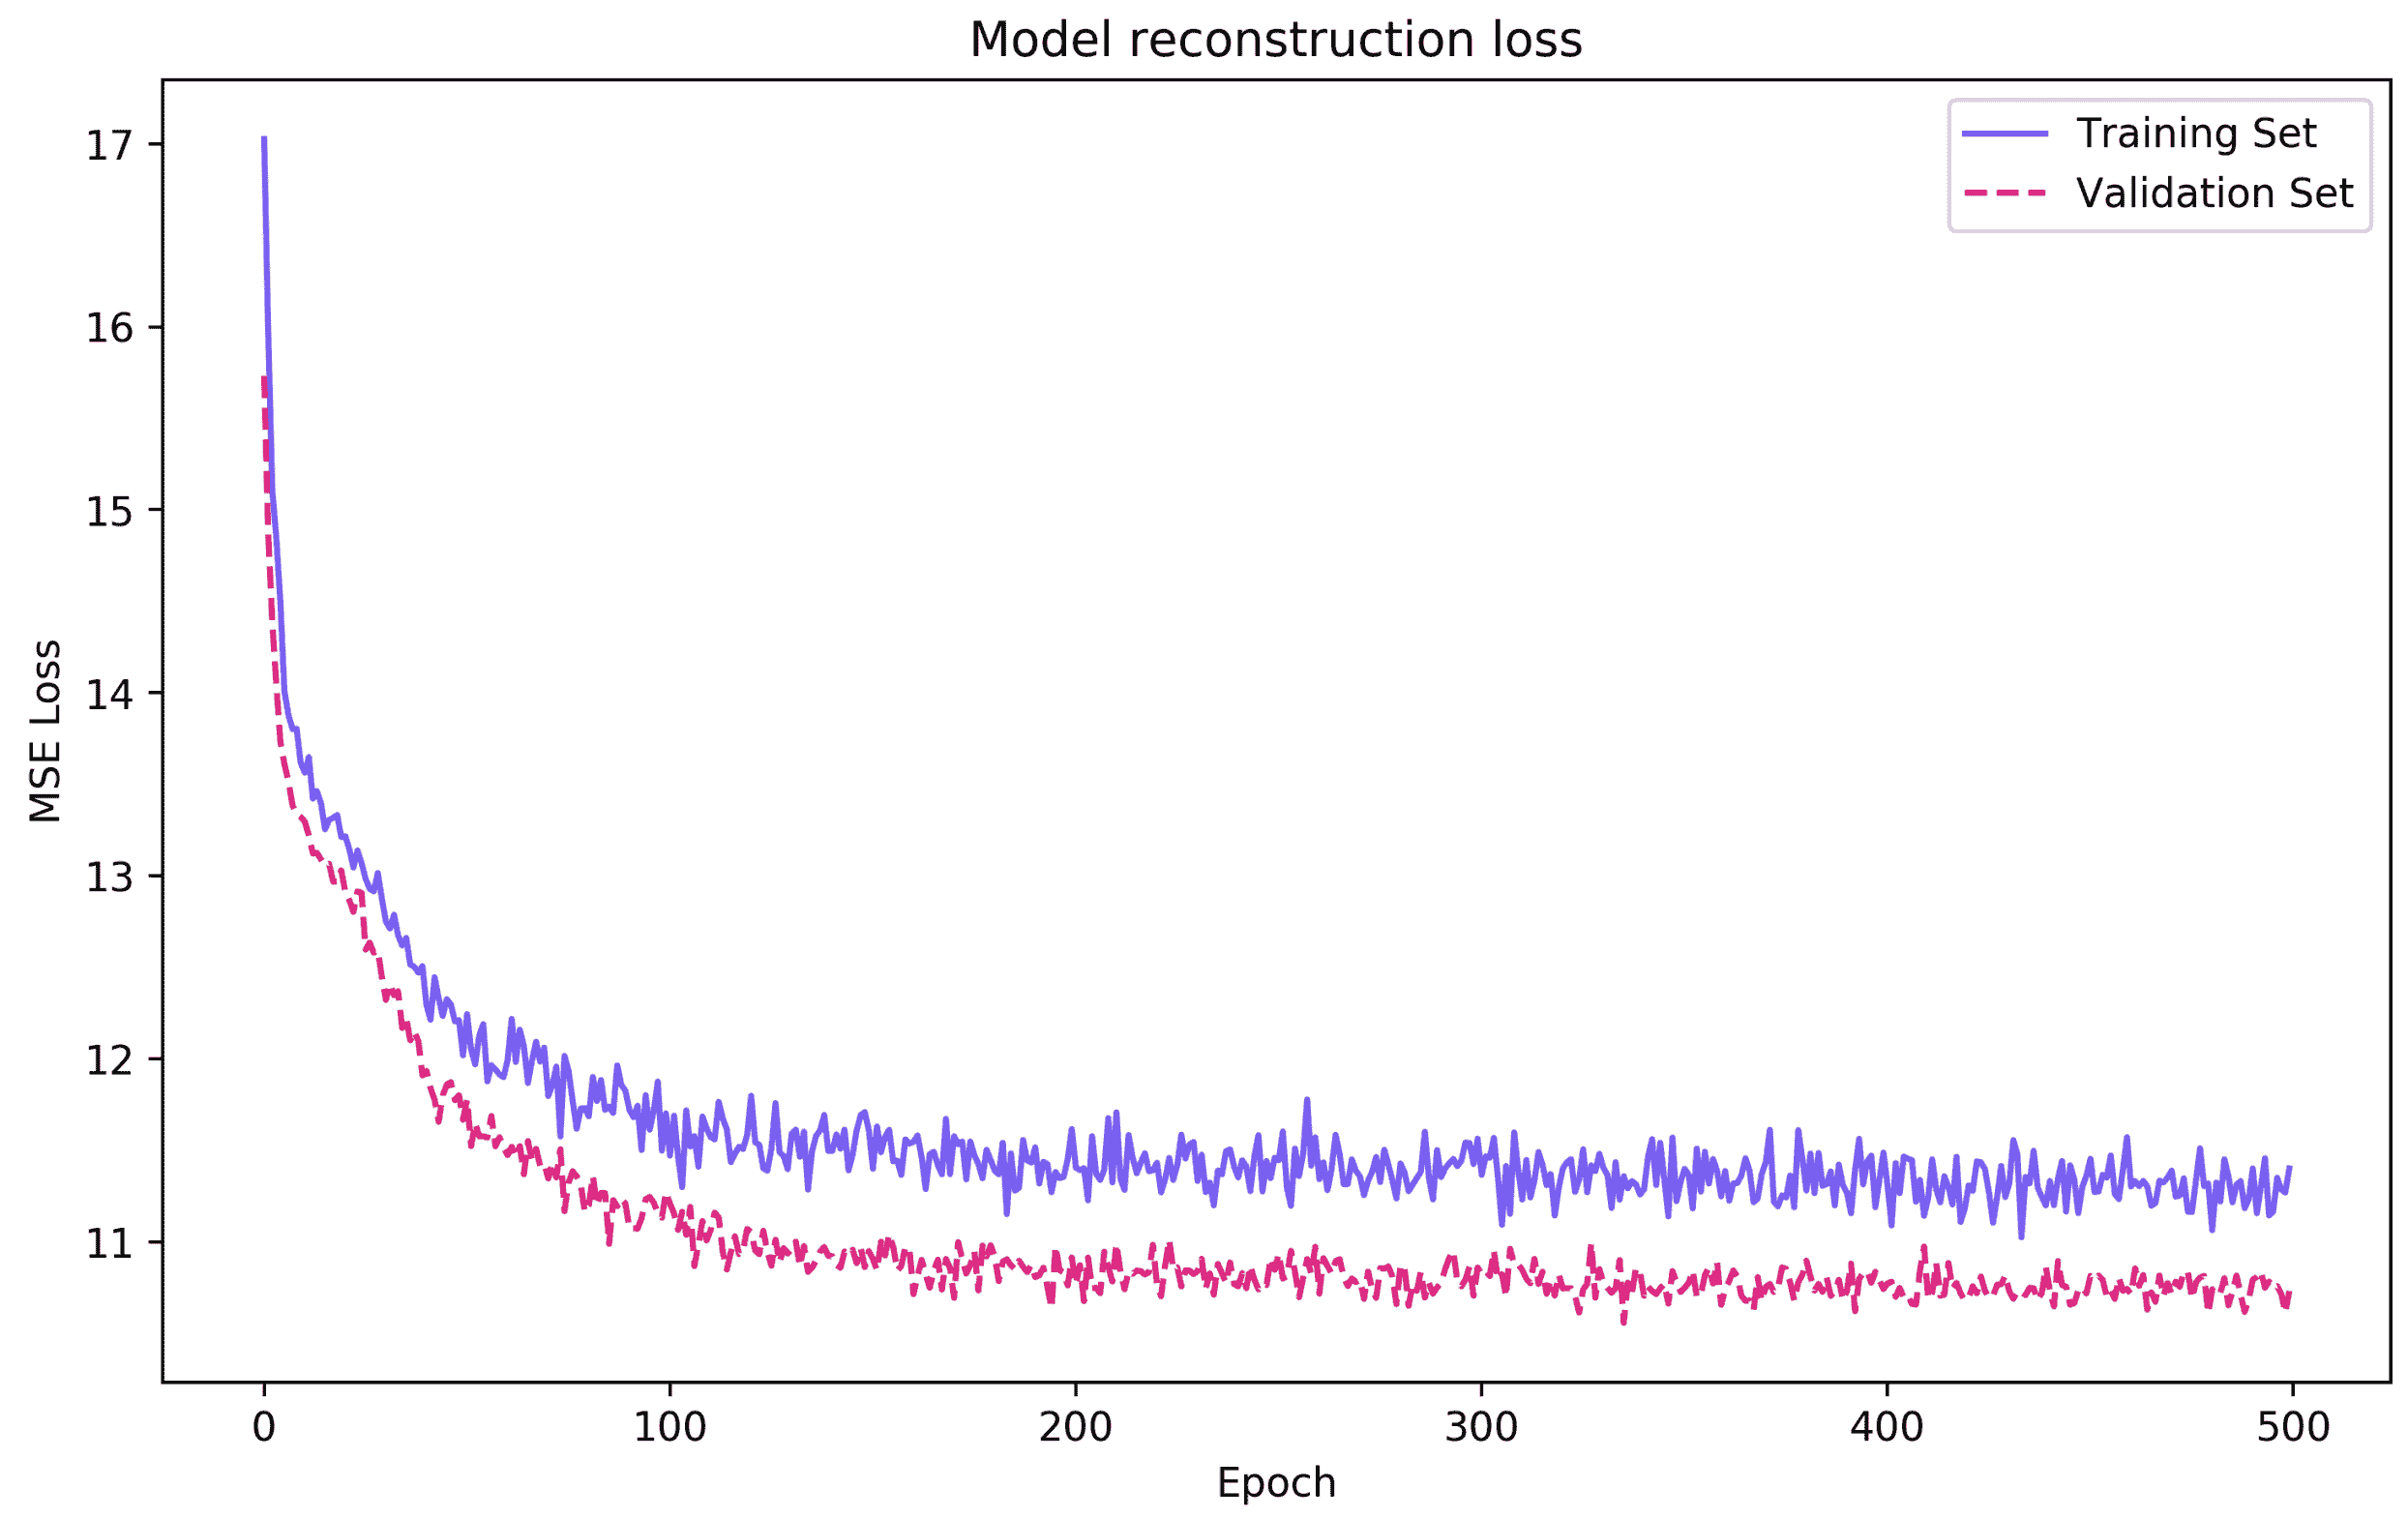 Model reconstruction loss
Training Set
Validation Set
17
16
15
14
13
12
11
MSE Loss
0 100 200 300 400 500
Epoch